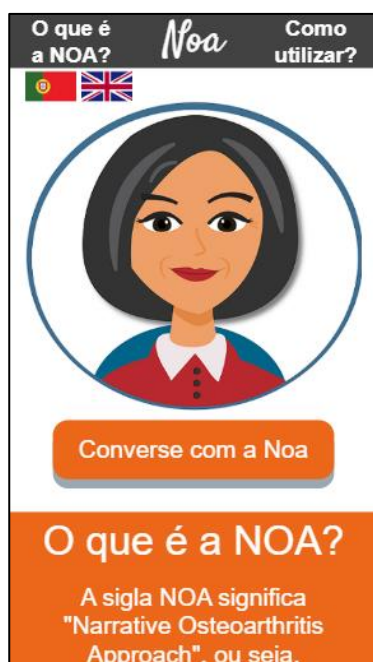 O que é
a NOA?
Noa
Como
utilizar?
Converse com a Noa
O que é a NOA?
A sigla NOA significa
"Narrative Osteoarthritis
Approach", ou seja,